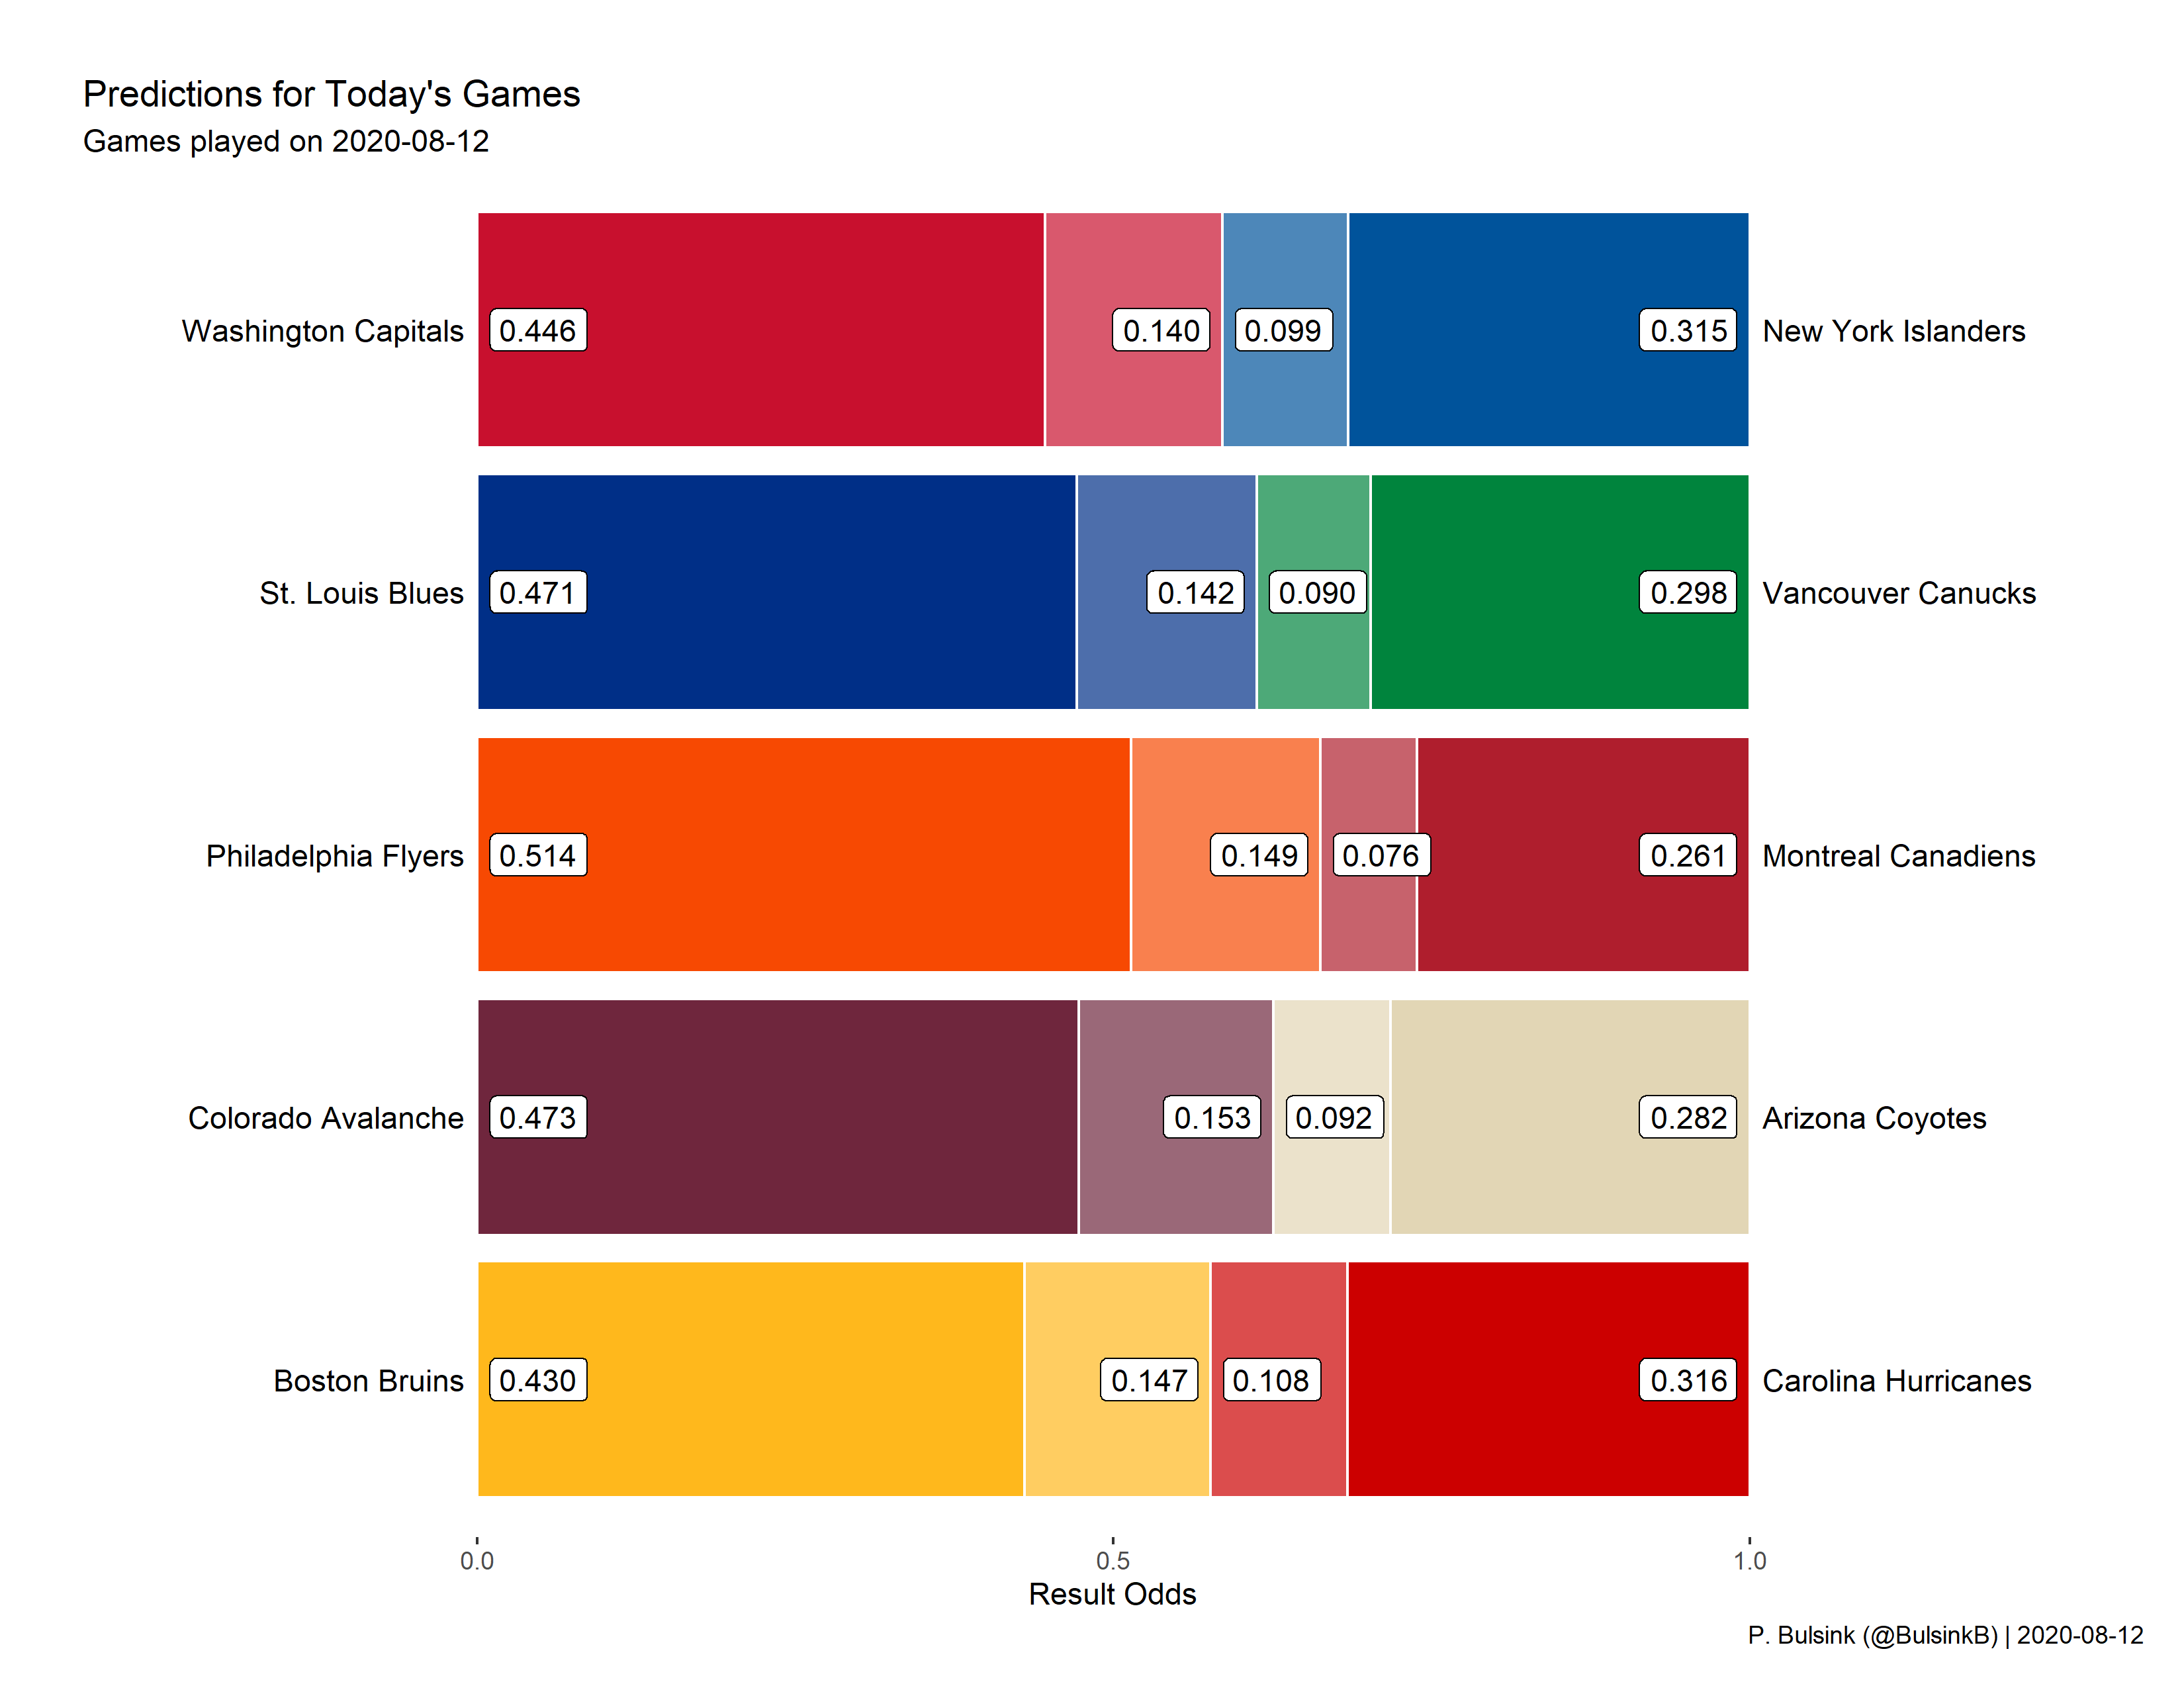 Predictions for Today's Games
Games played on 2020-08-12
Washington Capitals 0.446 0.140 0.099 0.315 New York Islanders
St. Louis Blues 0.471 0.142 0.090 0.298 Vancouver Canucks
Philadelphia Flyers 0.514 0.149 0.076 0.261 Montreal Canadiens
Colorado Avalanche 0.473 0.153 0.092 0.282 Arizona Coyotes
Boston Bruins 0.430 0.147 0.108 0.316 Carolina Hurricanes
0.0 0.5 1.0
Result Odds
P. Bulsink (@BulsinkB) | 2020-08-12